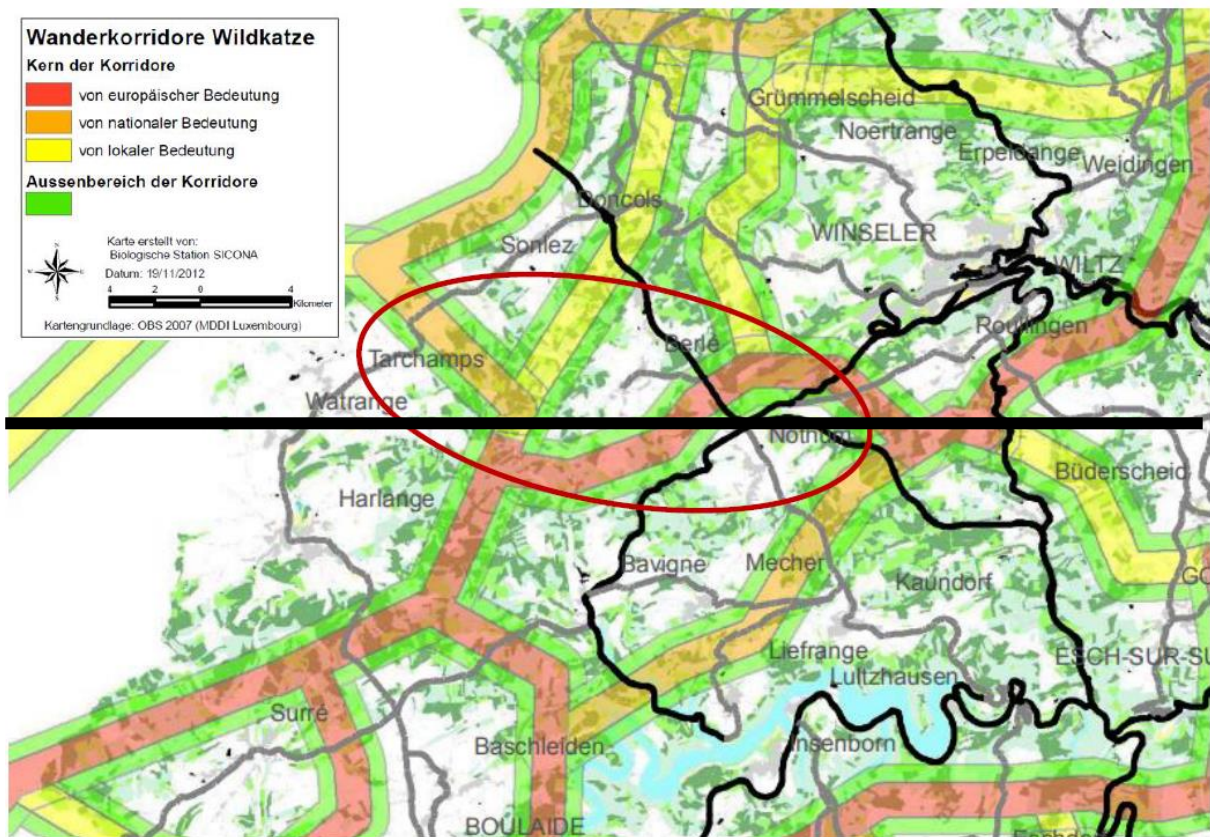 Wanderkorridore Wildkatze
Kern der Korridore
von europäischer Bedeutung
von nationaler Bedeutung
von lokaler Bedeutung
Aussenbereich der Korridore
Karte erstellt von:
Biologische Station SICONA
Datum: 19/11/2012
4 2 0 4
Kilometer
Kartengrundlage: OBS 2007 (MDDI Luxembourg)
Grümmelscheid
Noertrange
Erpeldange
Weidingen
Doncols
Sonlez
WINSELER
WILTZ
Roullingen
Berlé
Tarchamps
Watrange
Nothum
Büderscheid
Harlange
Bavigne
Mecher
Kaundorf
GO
Liefrange
ESCH-SUR-SU
Lultzhausen
Surré
Baschleiden
Insenborn
BOULAIDE